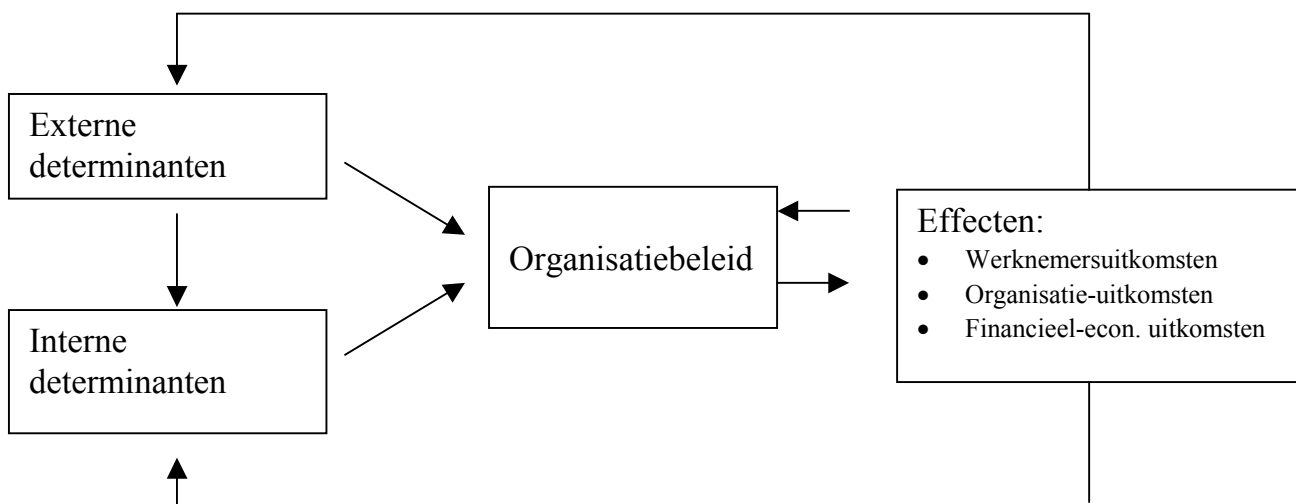 Externe
determinanten
Organisatiebeleid
Interne
determinanten
Effecten:
• Werknemersuitkomsten
• Organisatie-uitkomsten
• Financieel-econ. uitkomsten